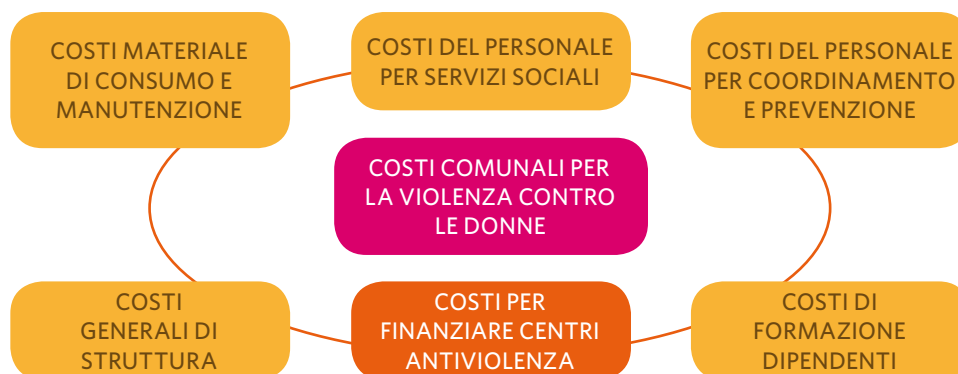 COSTI MATERIALE
DI CONSUMO E
MANUTENZIONE
COSTI DEL PERSONALE
PER SERVIZI SOCIALI
COSTI DEL PERSONALE
PER COORDINAMENTO
E PREVENZIONE
COSTI COMUNALI PER
LA VIOLENZA CONTRO
LE DONNE
COSTI
GENERALI DI
STRUTTURA
COSTI PER
FINANZIARE CENTRI
ANTIVIOLENZA
COSTI DI
FORMAZIONE
DIPENDENTI